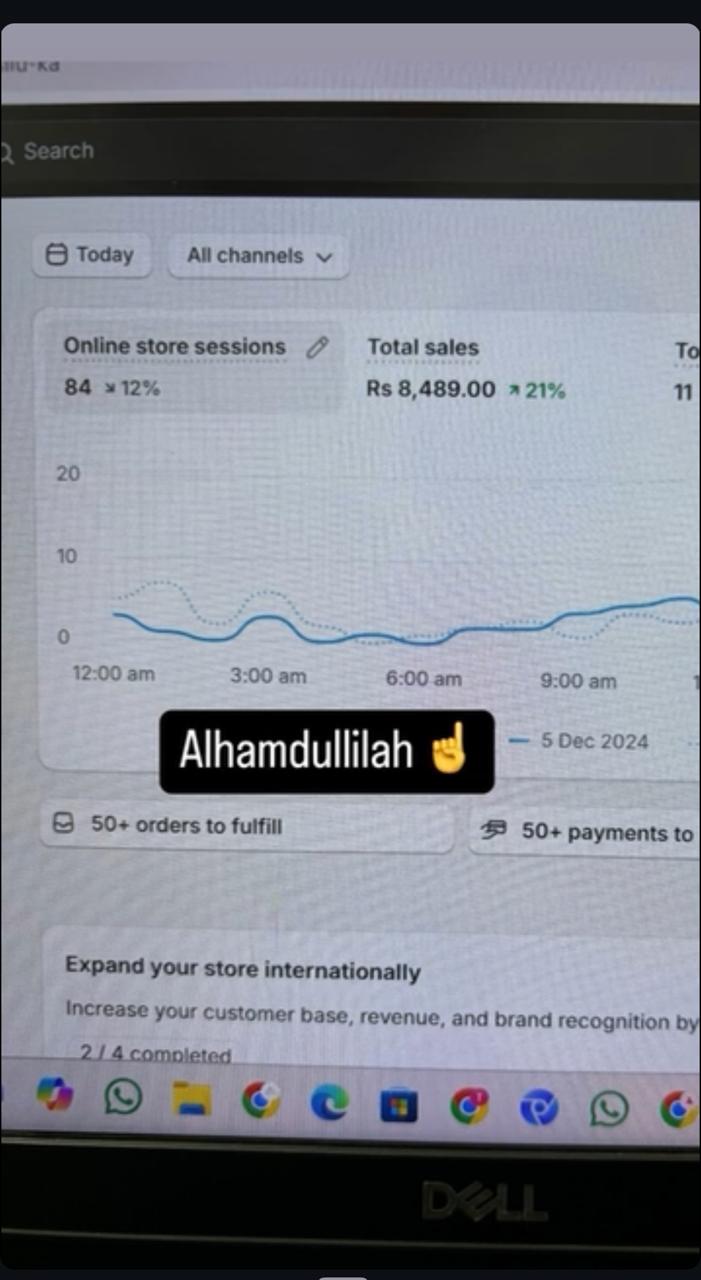 Search
Today
All channels
Online store sessions
Total sales
To
84 ↘ 12%
Rs 8,489.00 ↗ 21%
11
20
10
0
12:00 am
3:00 am
6:00 am
9:00 am
1
Alhamdullilah ☝️
5 Dec 2024
50+ orders to fulfill
50+ payments to
Expand your store internationally
Increase your customer base, revenue, and brand recognition by
2 / 4 completed
DELL